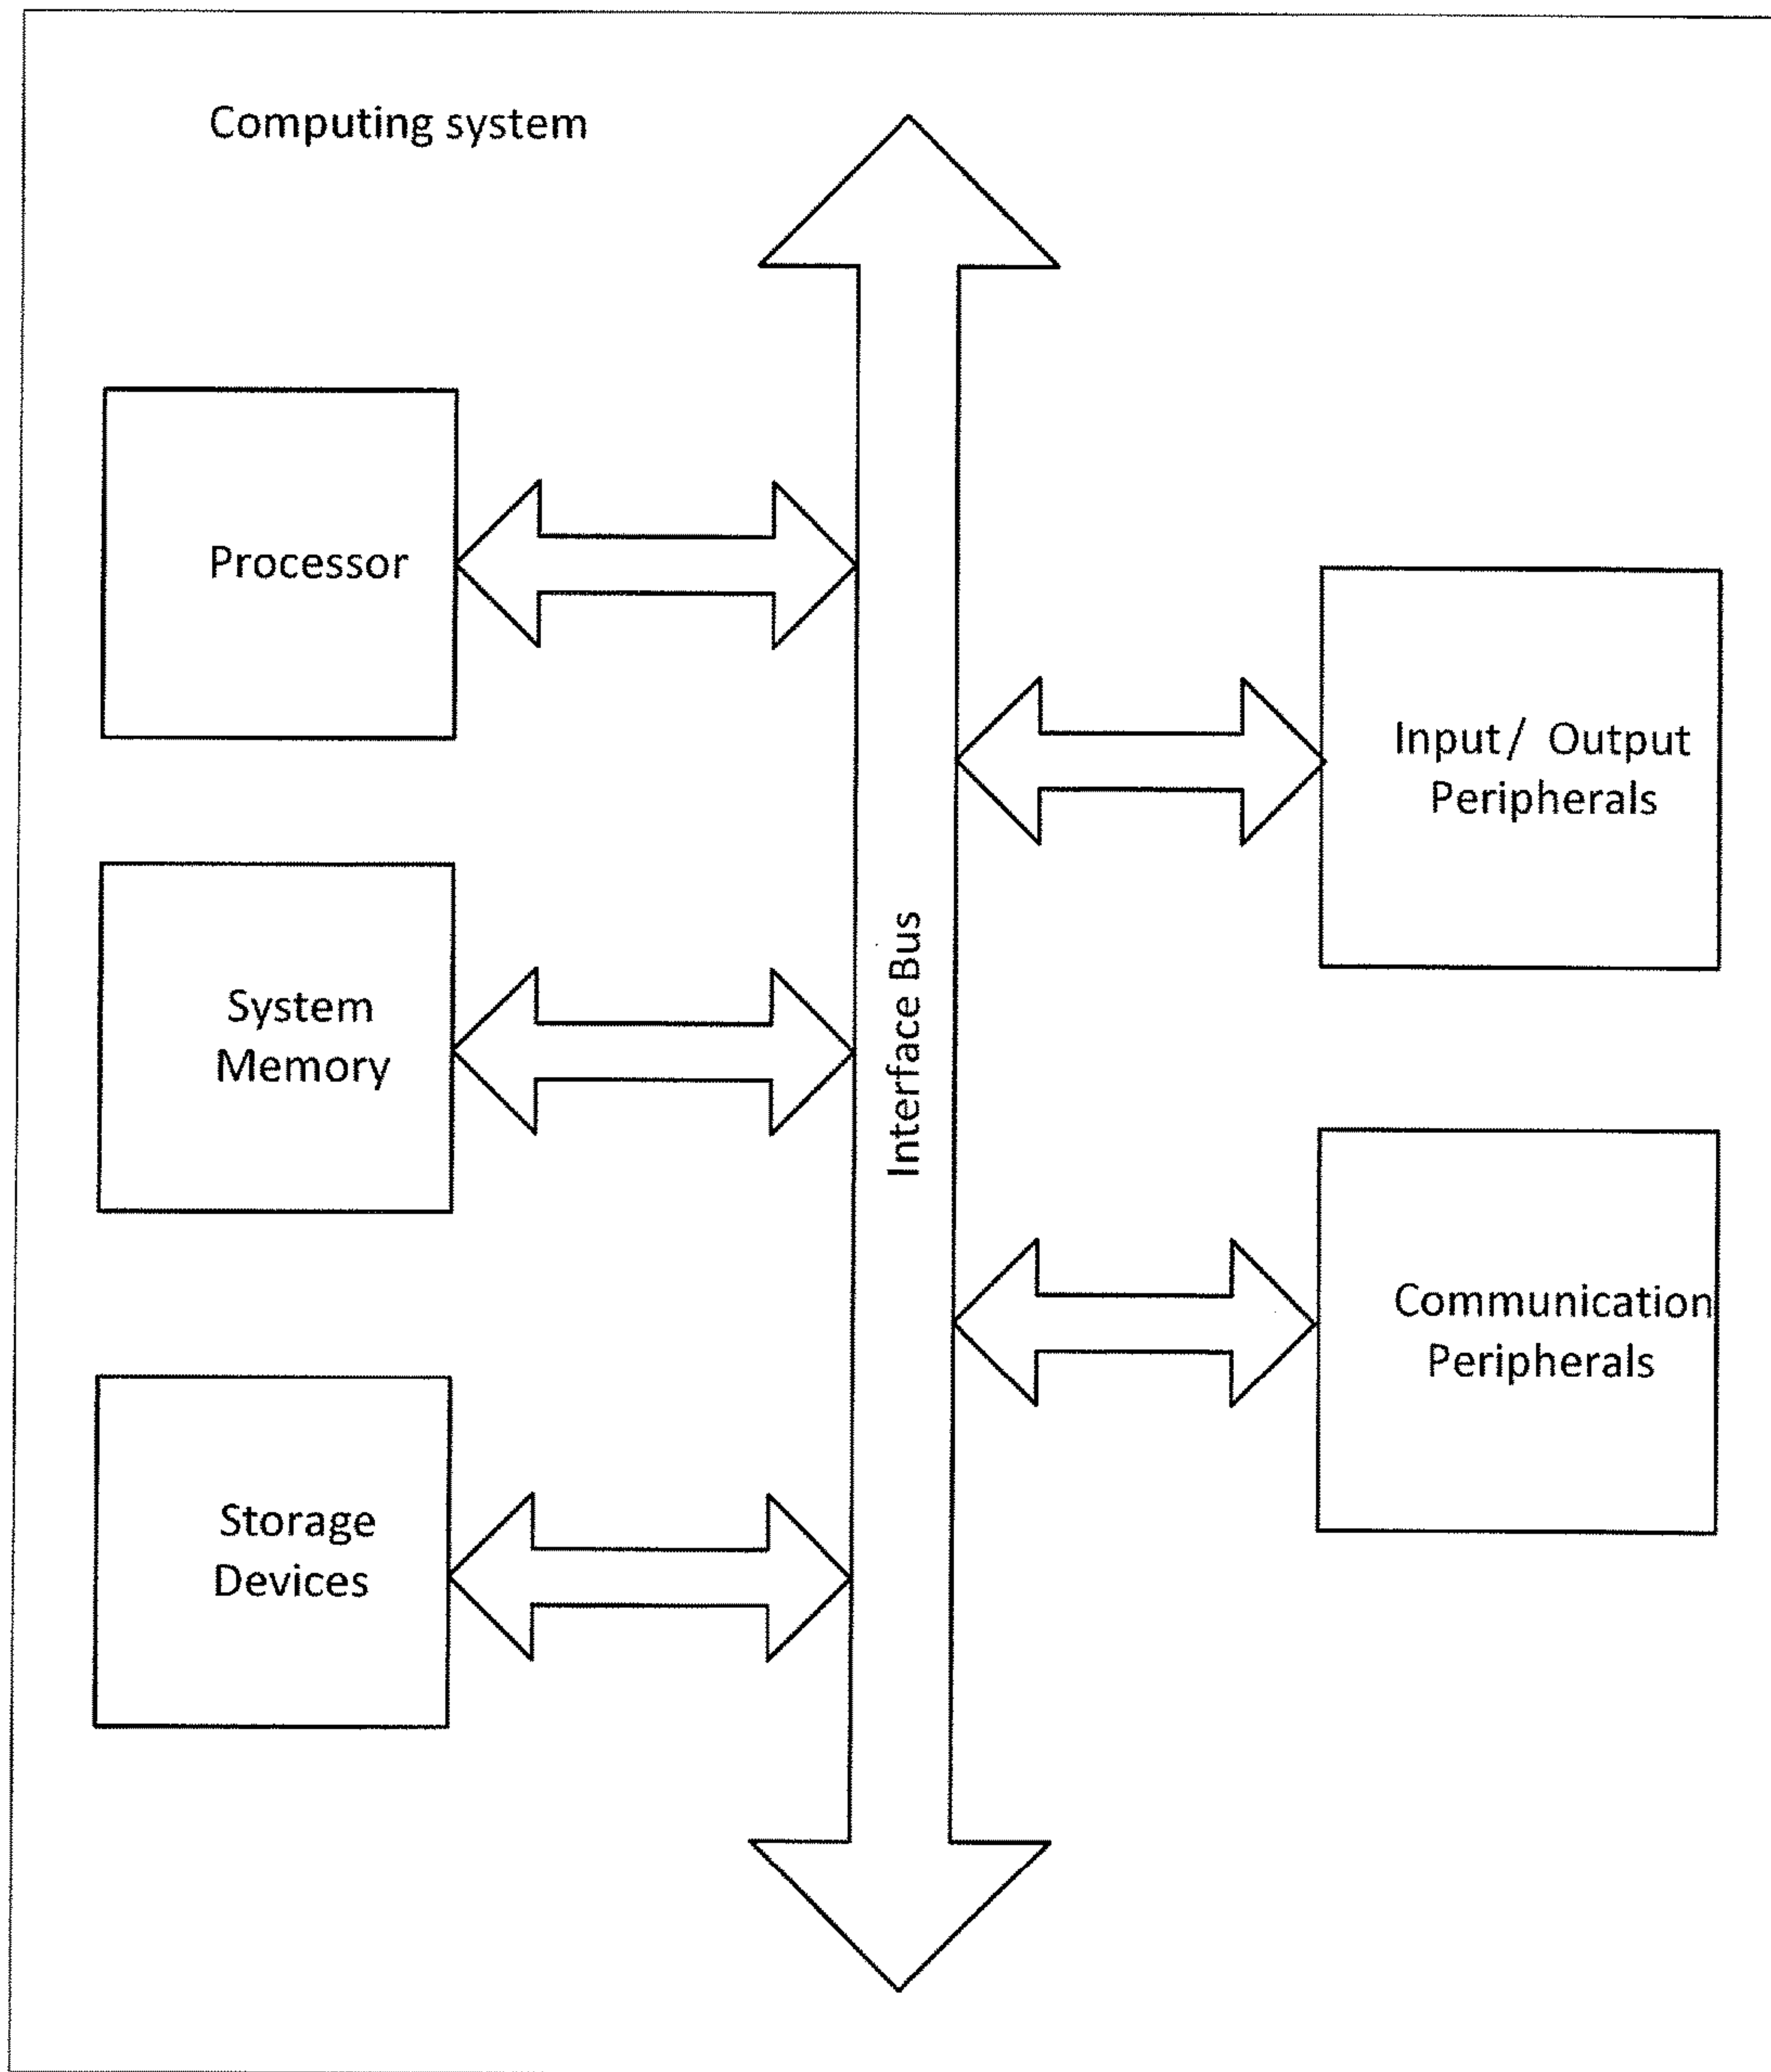 Computing system
Processor
System
Memory
Storage
Devices
Interface Bus
Input/ Output
Peripherals
Communication
Peripherals